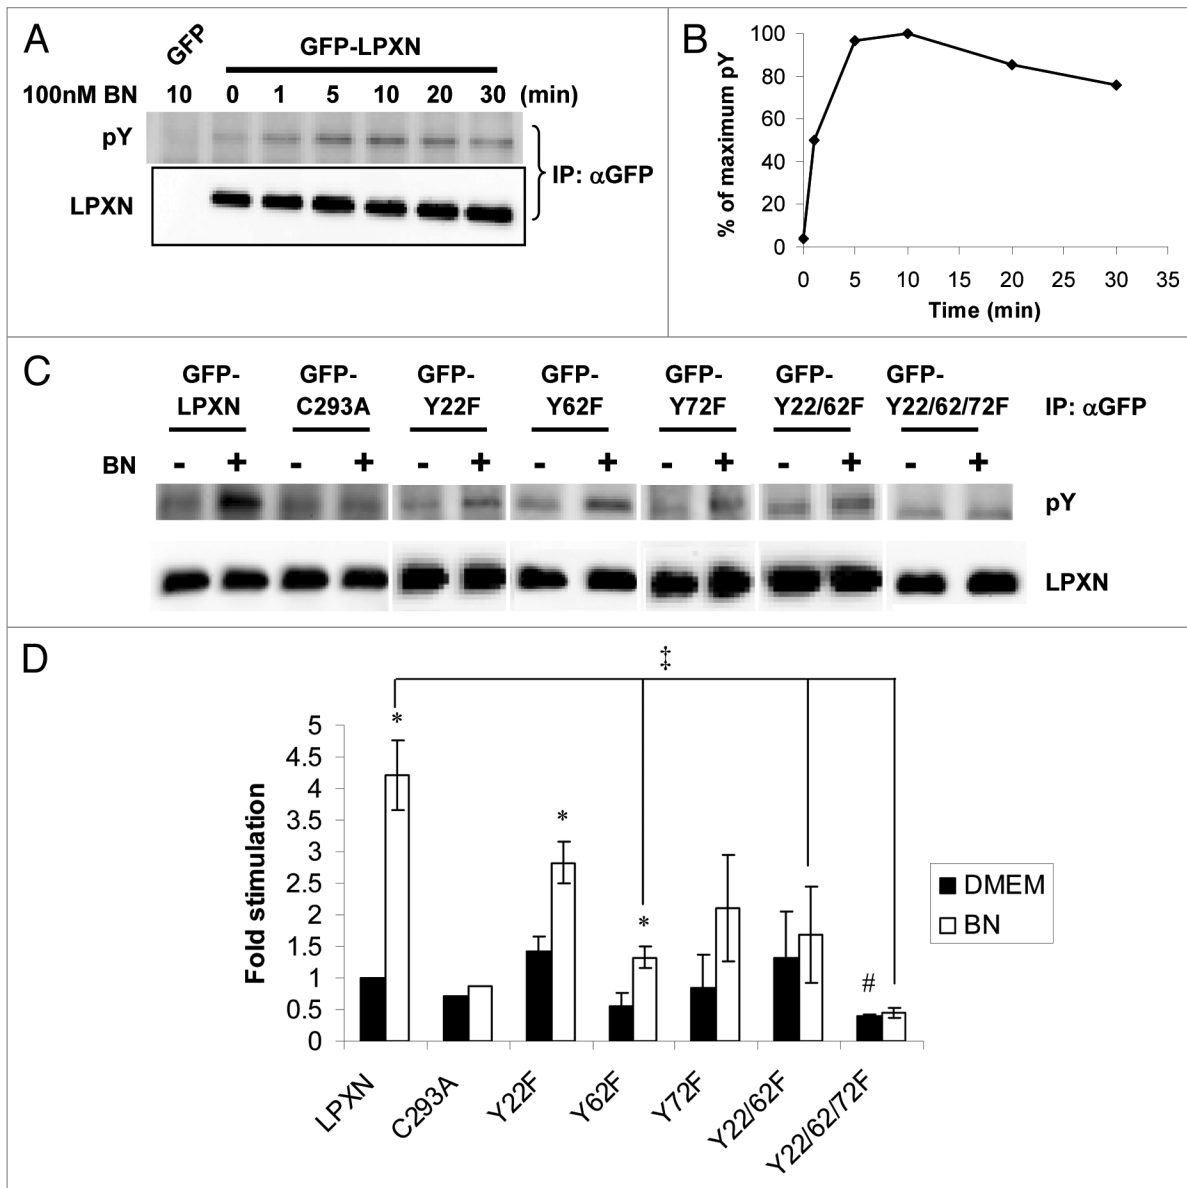 A
GFP
GFP-LPXN
100nM BN 10 0 1 5 10 20 30 (min)
pY
LPXN
IP: αGFP
B
% of maximum pY
100
80
60
40
20
0
0 5 10 15 20 25 30 35
Time (min)
C
GFP-LPXN
GFP-C293A
GFP-Y22F
GFP-Y62F
GFP-Y72F
GFP-Y22/62F
GFP-Y22/62/72F
IP: αGFP
BN - + - + - + - + - + - + - +
pY
LPXN
D
‡
Fold stimulation
5
4.5
4
3.5
3
2.5
2
1.5
1
0.5
0
*
*
*
#
LPXN
C293A
Y22F
Y62F
Y72F
Y22/62F
Y22/62/72F
DMEM
BN